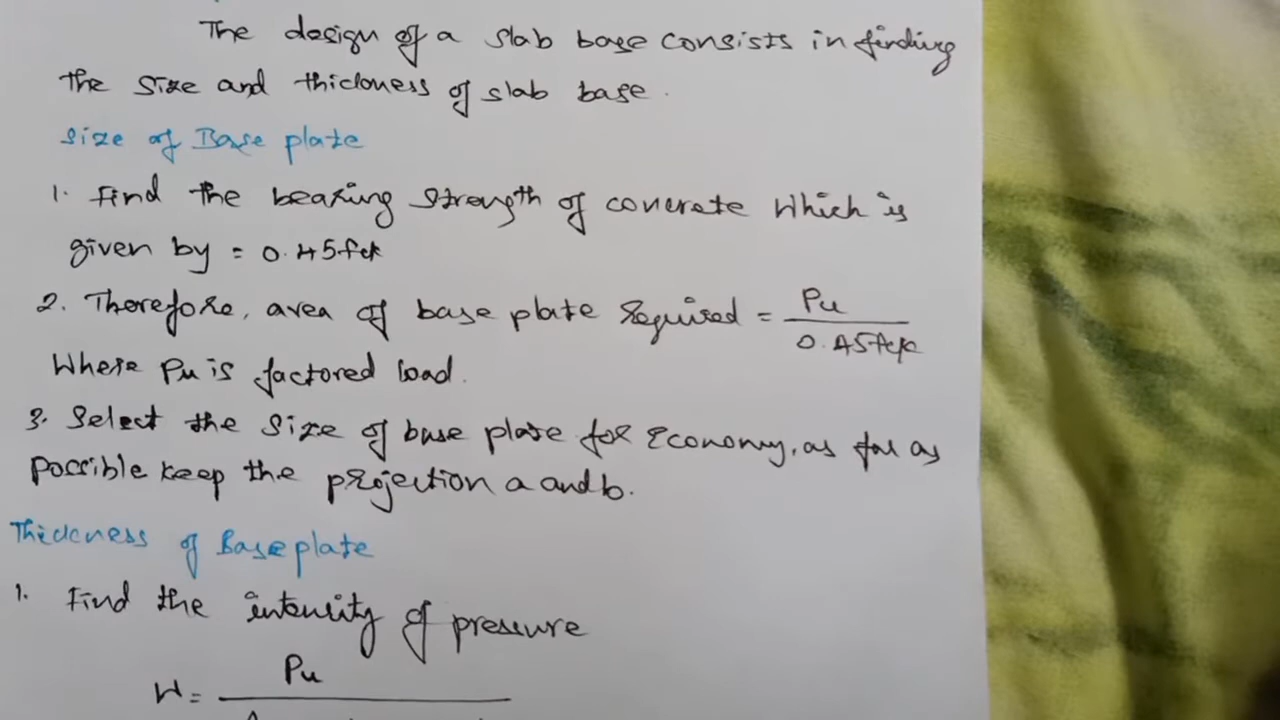 The design of a slab base consists in finding
the size and thickness of slab base.
Size of Base plate
1. Find the bearing strength of concrete which is
given by = 0.45fck
2. Therefore, area of base plate required = Pu / 0.45fck
Where Pu is factored load.
3. Select the size of base plate for Economy, as far as
possible keep the projection a and b.
Thickness of Base plate
1. Find the intensity of pressure
W = Pu